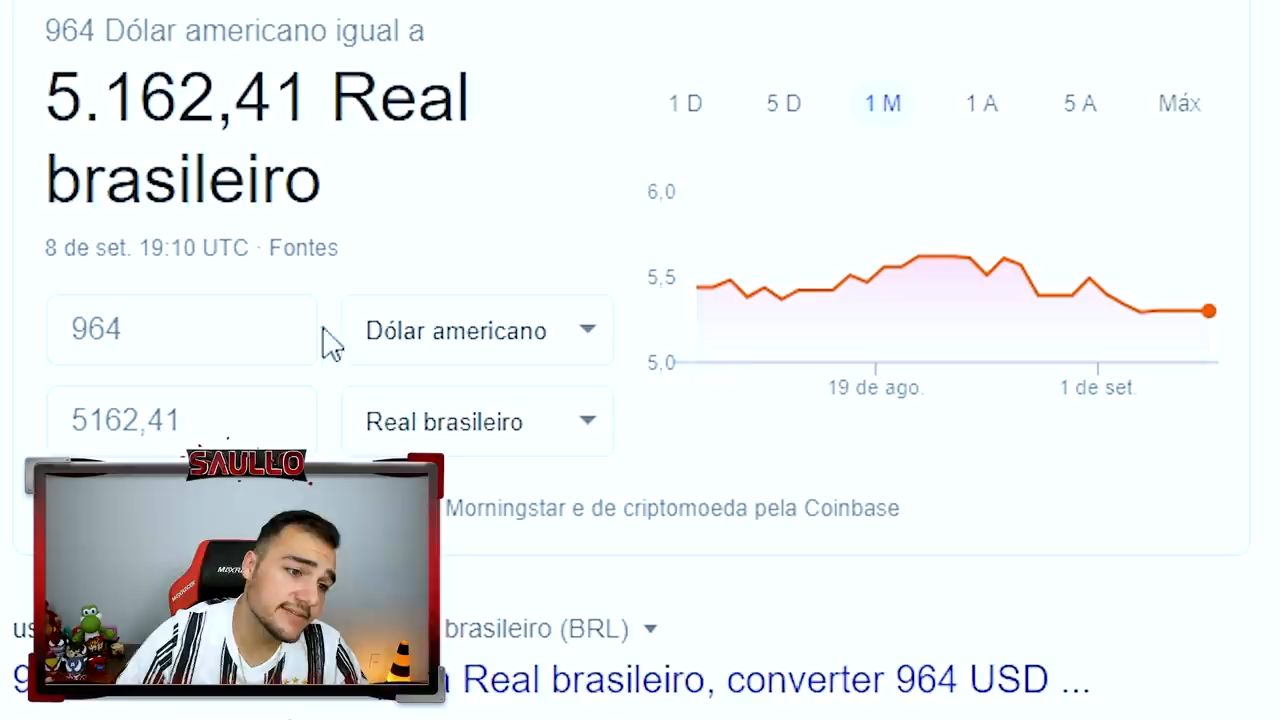 964 Dólar americano igual a
5.162,41 Real
brasileiro
8 de set. 19:10 UTC · Fontes
1 D 5 D 1 M 1 A 5 A Máx
6,0
5,5
5,0
19 de ago. 1 de set.
964 Dólar americano
5162,41 Real brasileiro
SAULLO
Morningstar e de criptomoeda pela Coinbase
brasileiro (BRL)
Real brasileiro, converter 964 USD ...